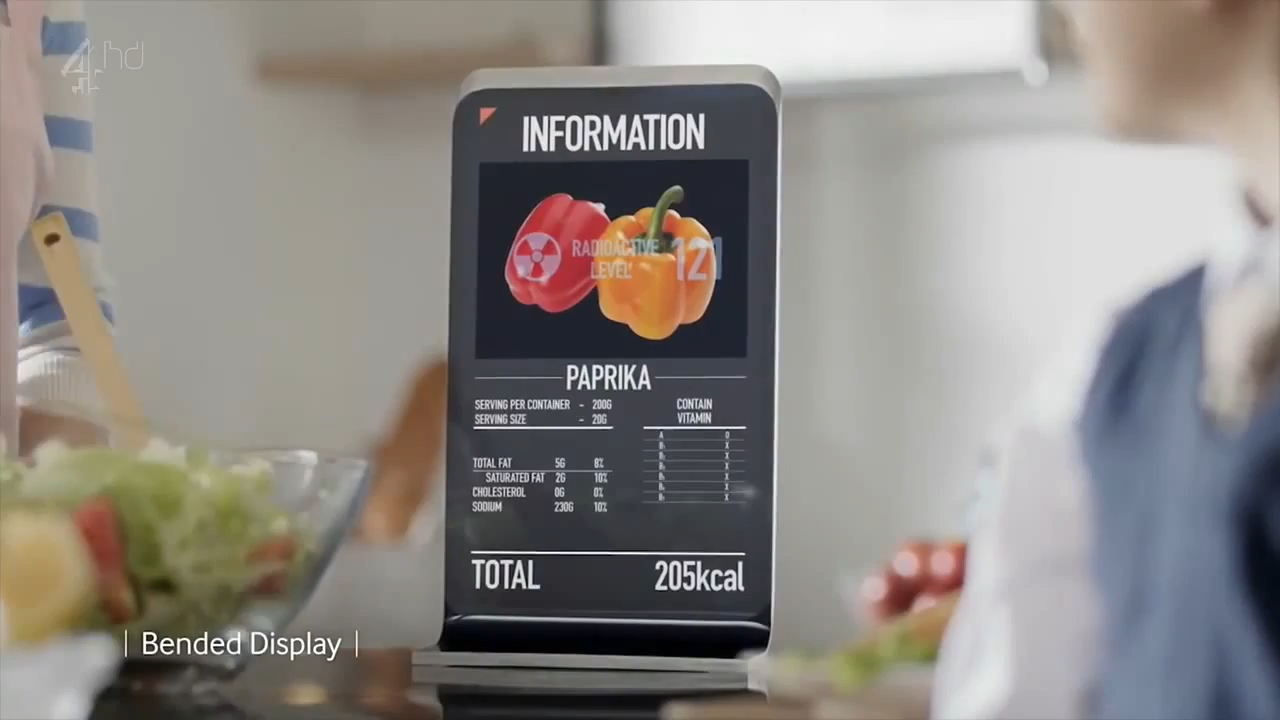 4hd
INFORMATION
RADIOACTIVE
LEVEL
121
PAPRIKA
SERVING PER CONTAINER - 200G
SERVING SIZE - 20G
CONTAIN
VITAMIN
A 0
TOTAL FAT 5G 8%
SATURATED FAT 2G 10%
CHOLESTEROL 0G 0%
SODIUM 230G 10%
TOTAL 205kcal
| Bended Display |